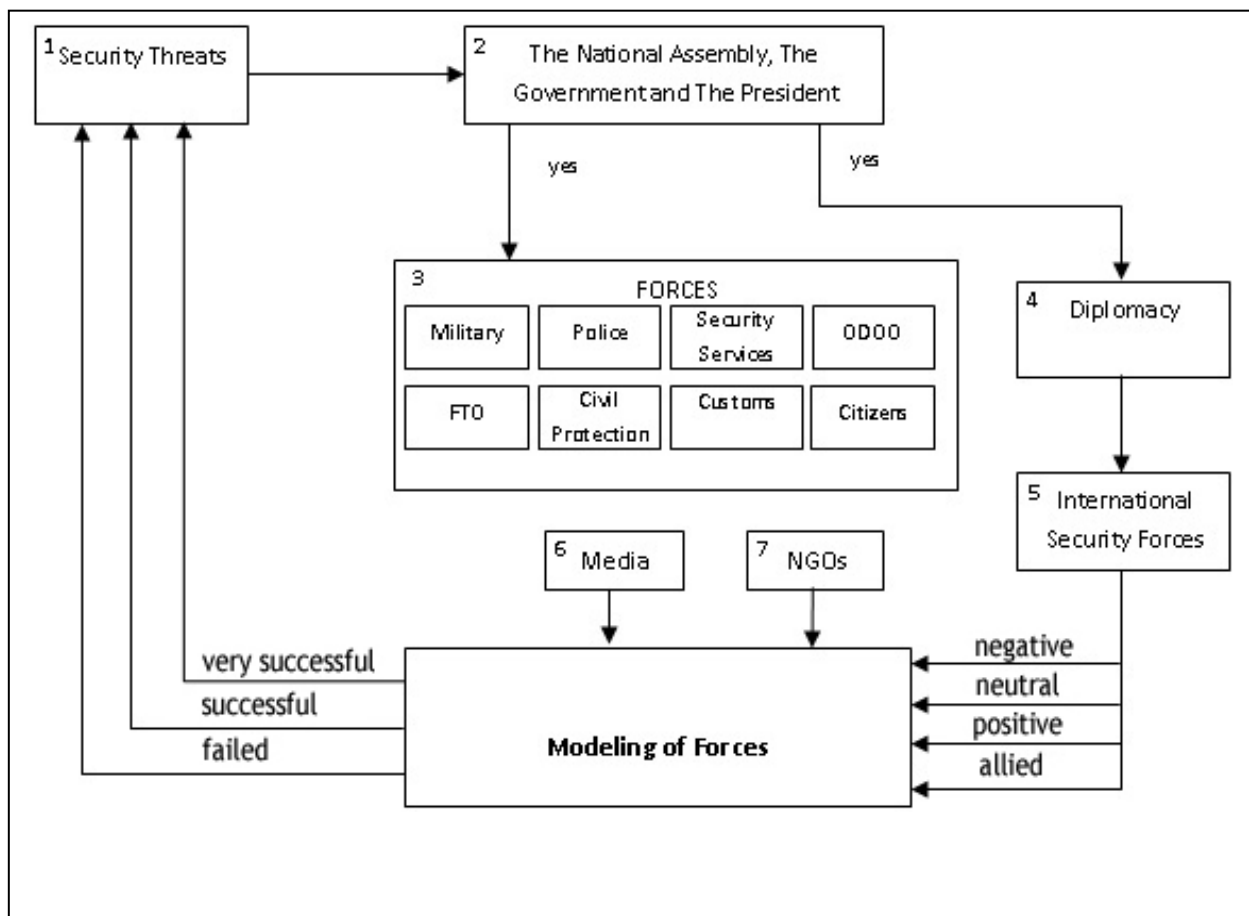 1 Security Threats
2 The National Assembly, The
Government and The President
yes
yes
3
FORCES
Military
Police
Security
Services
ODOO
FTO
Civil
Protection
Customs
Citizens
4 Diplomacy
5 International
Security Forces
6 Media
7 NGOs
very successful
successful
failed
Modeling of Forces
negative
neutral
positive
allied